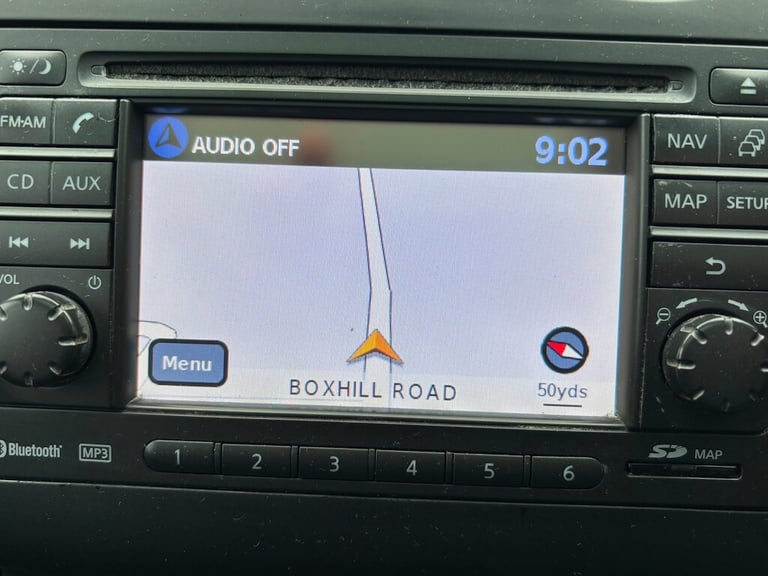 FM·AM
CD AUX
VOL
AUDIO OFF 9:02
Menu
BOXHILL ROAD
50yds
NAV
MAP SETUP
Bluetooth MP3
1 2 3 4 5 6
SD MAP